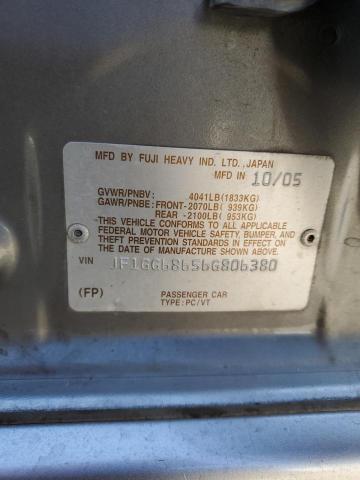 MFD BY FUJI HEAVY IND. LTD., JAPAN
MFD IN 10/05
GVWR/PNBV: 4041LB(1833KG)
GAWR/PNBE: FRONT-2070LB( 939KG)
REAR -2100LB( 953KG)
THIS VEHICLE CONFORMS TO ALL APPLICABLE
FEDERAL MOTOR VEHICLE SAFETY, BUMPER, AND
THEFT PREVENTION STANDARDS IN EFFECT ON
THE DATE OF MANUFACTURE SHOWN ABOVE.
VIN JF1GG68656G806380
(FP) PASSENGER CAR
TYPE: PC/VT